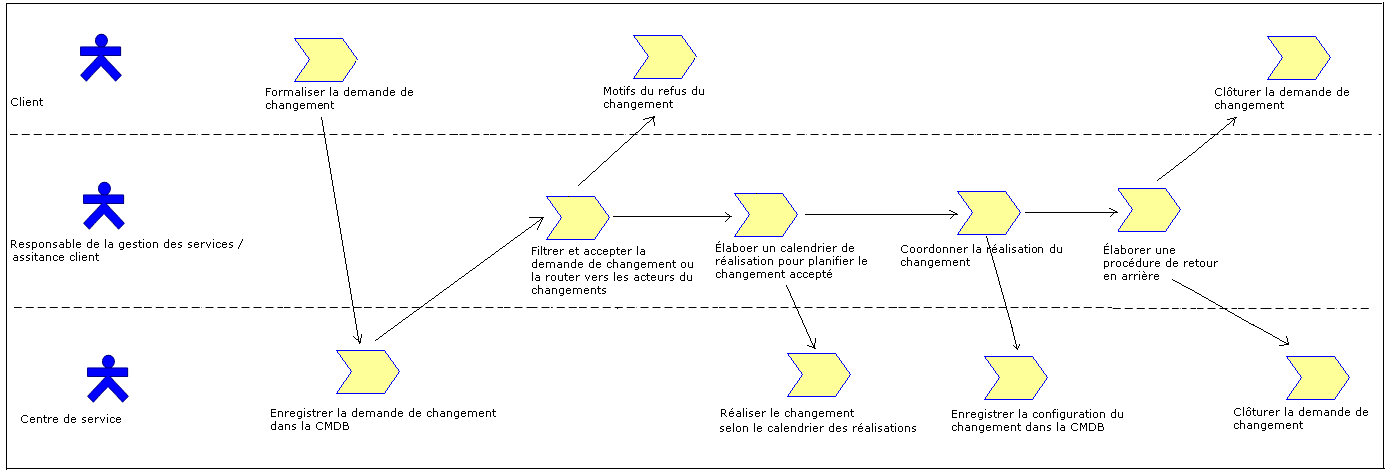 Client
Formaliser la demande de
changement
Motifs du refus du
changement
Clôturer la demande de
changement
Responsable de la gestion des services /
assitance client
Filtrer et accepter la
demande de changement ou
la router vers les acteurs du
changements
Élaboer un calendrier de
réalisation pour planifier le
changement accepté
Coordonner la réalisation du
changement
Élaborer une
procédure de retour
en arrière
Centre de service
Enregistrer la demande de changement
dans la CMDB
Réaliser le changement
selon le calendrier des réalisations
Enregistrer la configuration du
changement dans la CMDB
Clôturer la demande de
changement